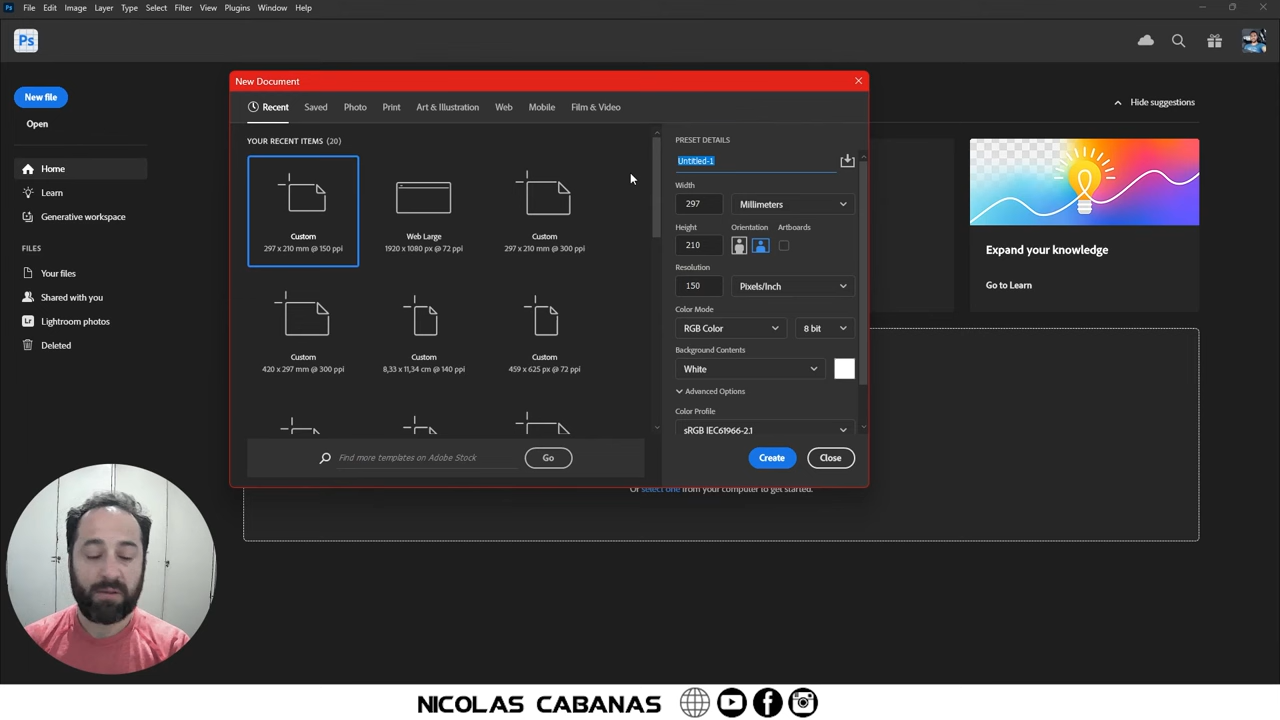 Ps File Edit Image Layer Type Select Filter View Plugins Window Help
Ps
New file
Open
Home
Learn
Generative workspace
FILES
Your files
Shared with you
Lr Lightroom photos
Deleted
Hide suggestions
Expand your knowledge
Go to Learn
New Document
Recent Saved Photo Print Art & Illustration Web Mobile Film & Video
YOUR RECENT ITEMS (20)
Custom
297 x 210 mm @ 150 ppi
Web Large
1920 x 1080 px @ 72 ppi
Custom
297 x 210 mm @ 300 ppi
Custom
420 x 297 mm @ 300 ppi
Custom
8,33 x 11,34 cm @ 140 ppi
Custom
459 x 625 px @ 72 ppi
Find more templates on Adobe Stock Go
PRESET DETAILS
Untitled-1
Width
297 Millimeters
Height Orientation Artboards
210
Resolution
150 Pixels/Inch
Color Mode
RGB Color 8 bit
Background Contents
White
Advanced Options
Color Profile
sRGB IEC61966-2.1
Create Close
Or select one from your computer to get started.
NICOLAS CABANAS